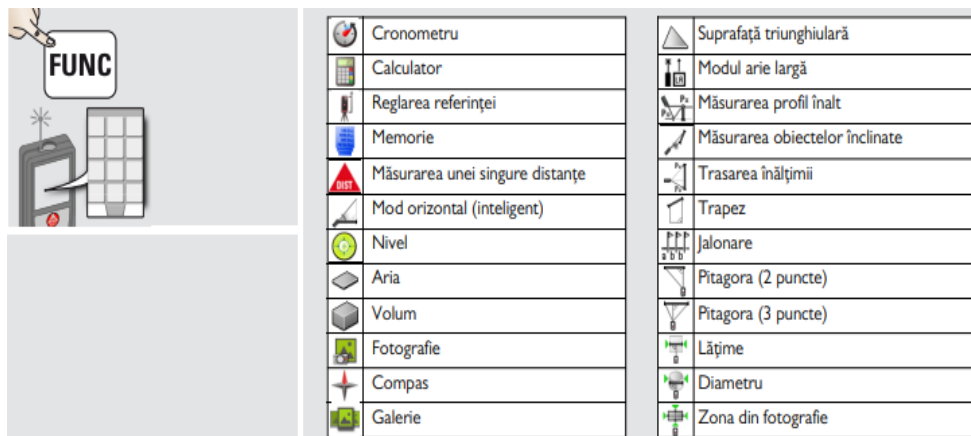 FUNC
Cronometru
Calculator
Reglarea referinței
Memorie
DIST
Măsurarea unei singure distanțe
Mod orizontal (inteligent)
Nivel
Aria
Volum
Fotografie
Compas
Galerie
Suprafață triunghiulară
Modul arie largă
Măsurarea profil înalt
Măsurarea obiectelor înclinate
Trasarea înălțimii
Trapez
a b b
Jalonare
Pitagora (2 puncte)
Pitagora (3 puncte)
Lățime
Diametru
Zona din fotografie